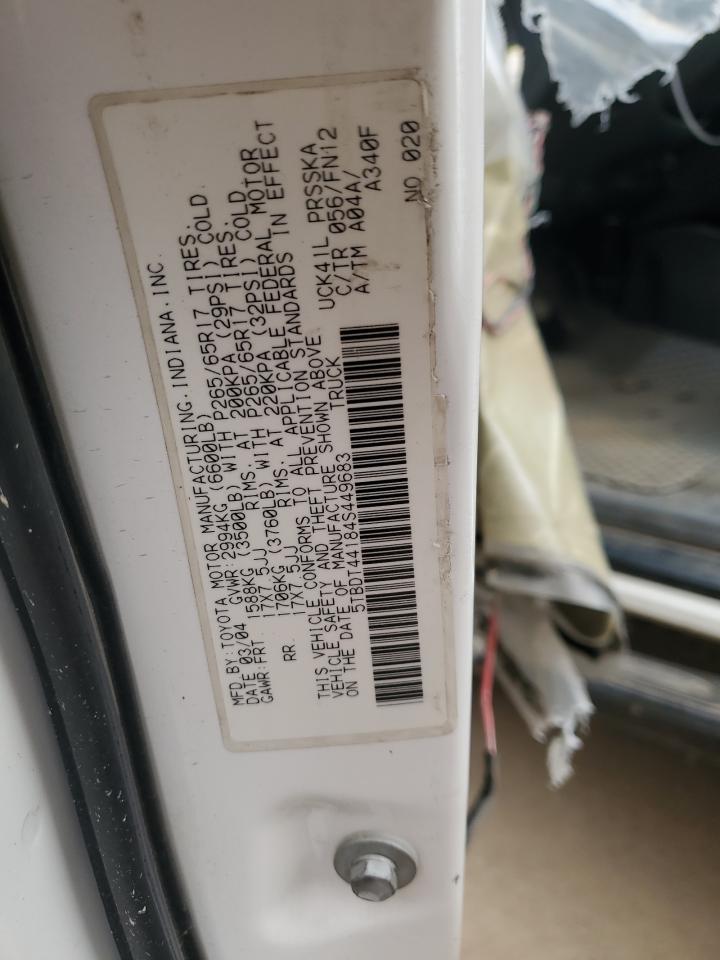 MFD.BY:TOYOTA MOTOR MANUFACTURING.INDIANA.INC.
DATE 03/04 GVWR:2994KG (6600LB)
GAWR:FRT 1588KG (3500LB) WITH P265/65R17 TIRES.
17X7.5JJ RIMS. AT 200KPA (29PSI) COLD.
RR. 1706KG (3760LB) WITH P265/65R17 TIRES.
17X7.5JJ RIMS. AT 220KPA (32PSI) COLD
THIS VEHICLE CONFORMS TO ALL APPLICABLE FEDERAL MOTOR
VEHICLE SAFETY AND THEFT PREVENTION STANDARDS IN EFFECT
ON THE DATE OF MANUFACTURE SHOWN ABOVE
5TBDT44184S449683 TRUCK
UCK41L PRSSKA
C/TR 056/FN12
A/TM A04A/
A340F
NO 020